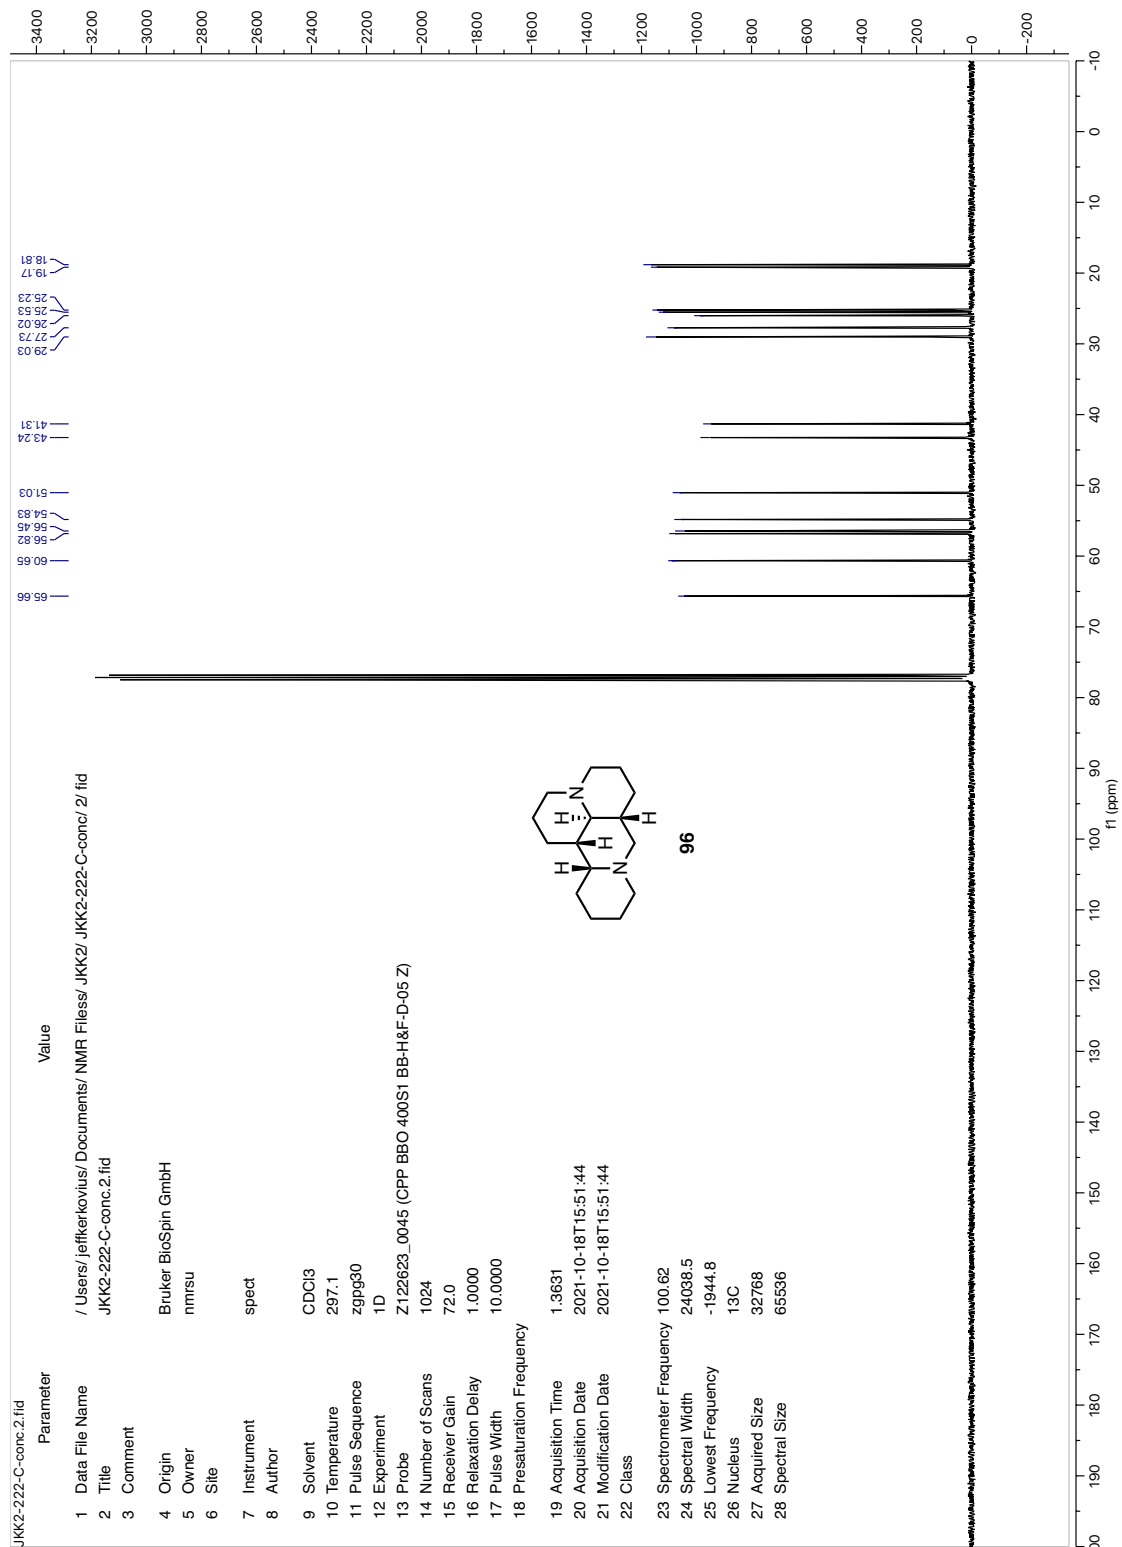 JKK2-222-C-conc.2.fid
Parameter Value
1 Data File Name / Users/ jeffkerkovius/ Documents/ NMR Filess/ JKK2/ JKK2-222-C-conc/ 2/ fid
2 Title JKK2-222-C-conc.2.fid
3 Comment
4 Origin Bruker BioSpin GmbH
5 Owner nmrsu
6 Site
7 Instrument spect
8 Author
9 Solvent CDCl3
10 Temperature 297.1
11 Pulse Sequence zgpg30
12 Experiment 1D
13 Probe Z122623_0045 (CPP BBO 400S1 BB-H&F-D-05 Z)
14 Number of Scans 1024
15 Receiver Gain 72.0
16 Relaxation Delay 1.0000
17 Pulse Width 10.0000
18 Presaturation Frequency
19 Acquisition Time 1.3631
20 Acquisition Date 2021-10-18T15:51:44
21 Modification Date 2021-10-18T15:51:44
22 Class
23 Spectrometer Frequency 100.62
24 Spectral Width 24038.5
25 Lowest Frequency -1944.8
26 Nucleus 13C
27 Acquired Size 32768
28 Spectral Size 65536
H H N
H
N H
96
65.66
60.65
56.82
56.45
54.83
51.03
43.24
41.31
29.03
27.73
26.02
25.53
25.23
19.17
18.81
3400
3200
3000
2800
2600
2400
2200
2000
1800
1600
1400
1200
1000
800
600
400
200
0
-200
00 190 180 170 160 150 140 130 120 110 100 90 80 70 60 50 40 30 20 10 0 -10
f1 (ppm)